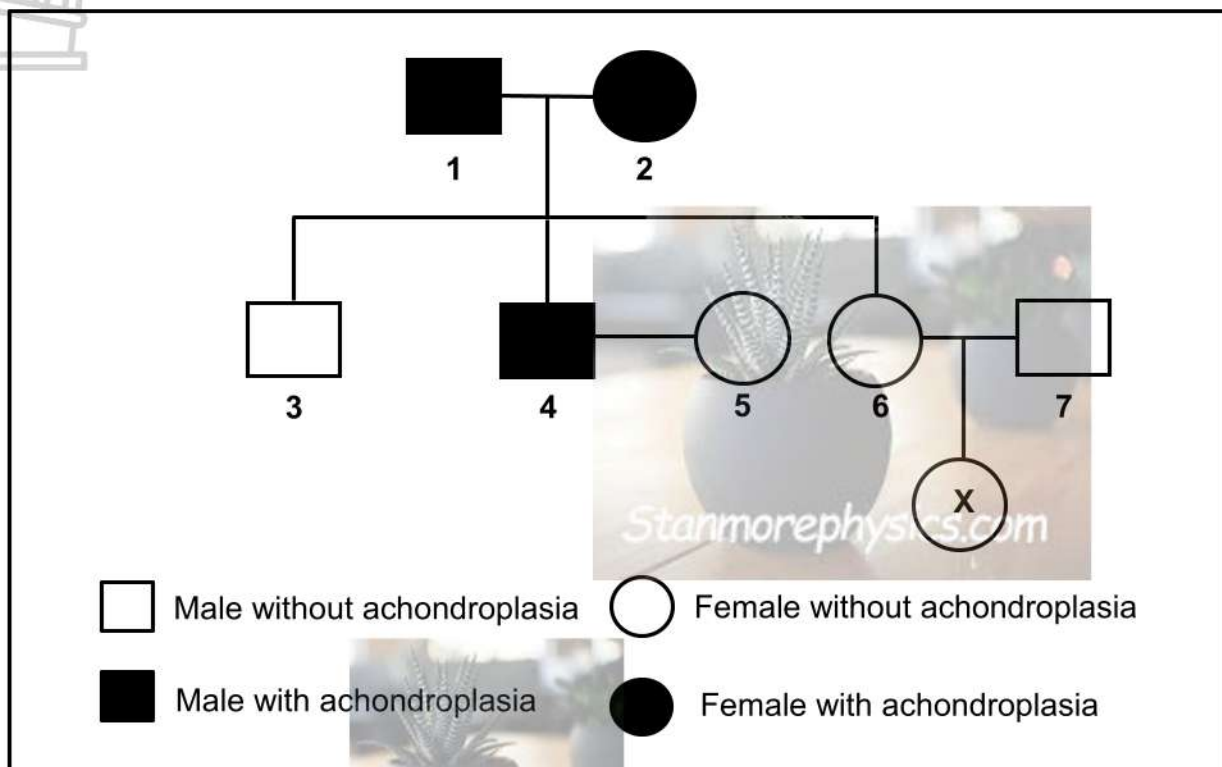 1 2
3 4 5 6 7
X
Stanmorephysics.com
Male without achondroplasia Female without achondroplasia
Male with achondroplasia Female with achondroplasia